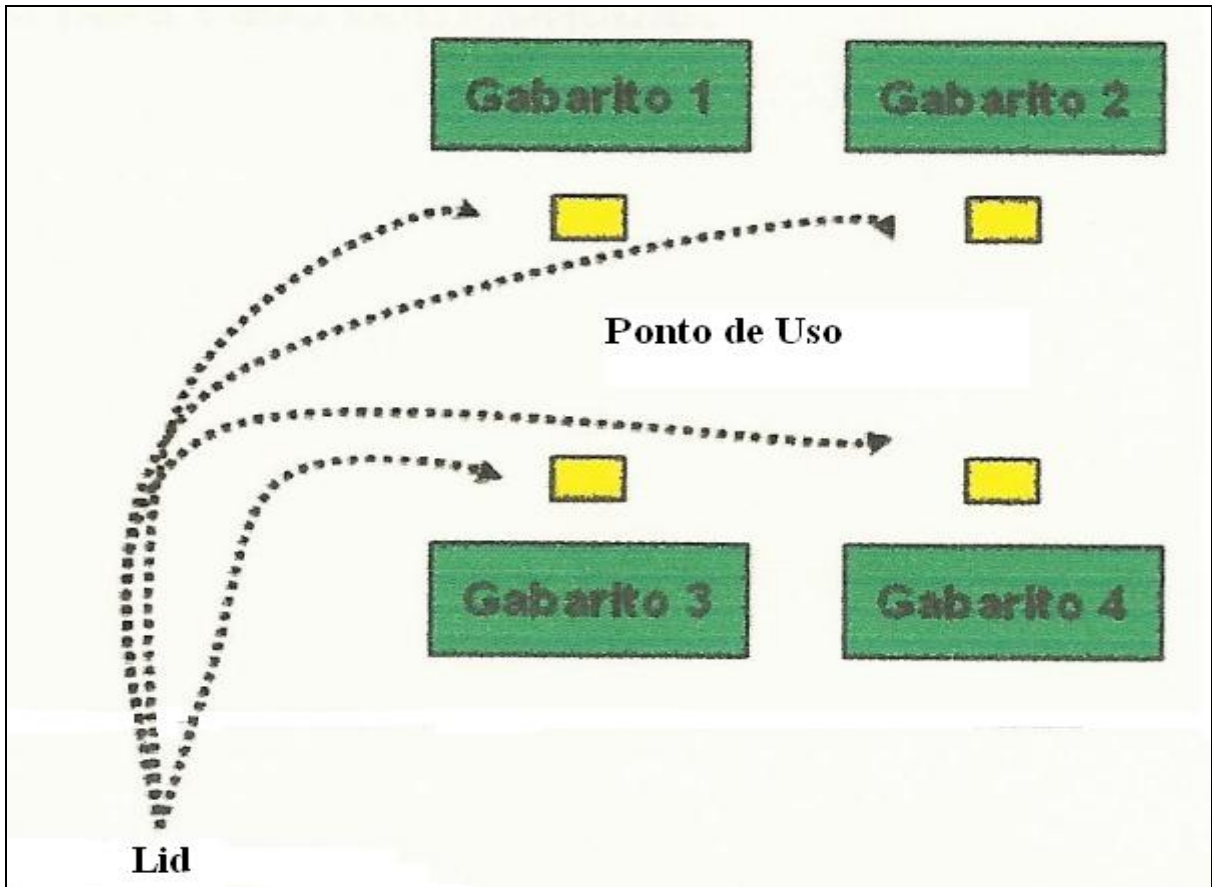 Gabarito 1
Gabarito 2
Ponto de Uso
Gabarito 3
Gabarito 4
Lid